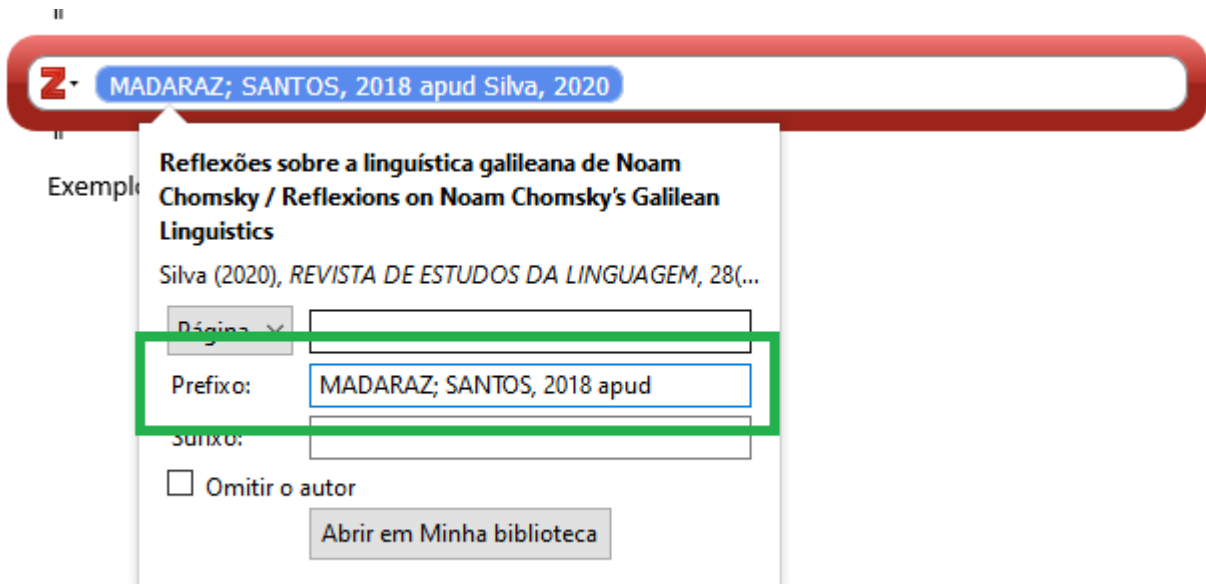 Z MADARAZ; SANTOS, 2018 apud Silva, 2020
Exemplo
Reflexões sobre a linguística galileana de Noam
Chomsky / Reflexions on Noam Chomsky's Galilean
Linguistics
Silva (2020), REVISTA DE ESTUDOS DA LINGUAGEM, 28(...
Página
Prefixo: MADARAZ; SANTOS, 2018 apud
Sufixo:
Omitir o autor
Abrir em Minha biblioteca